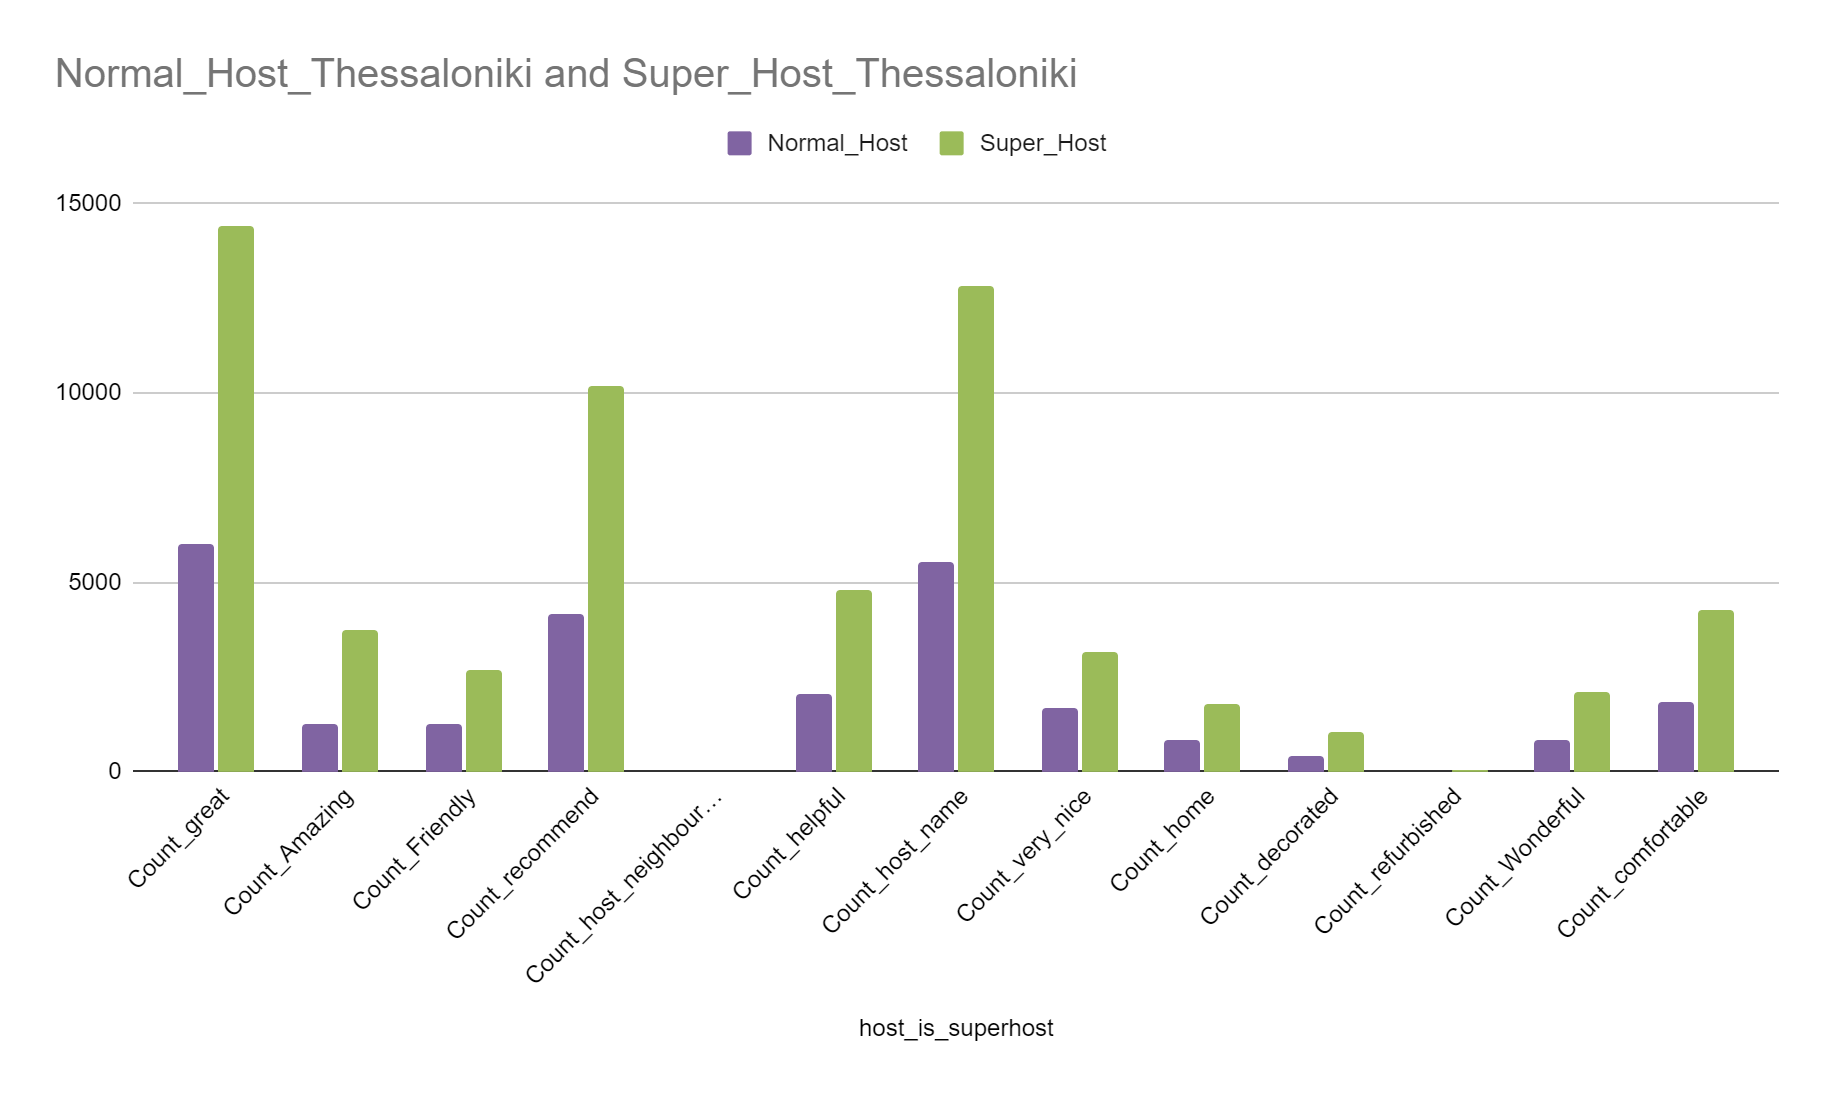 Normal_Host_Thessaloniki and Super_Host_Thessaloniki
Normal_Host
Super_Host
15000
10000
5000
0
Count_great
Count_Amazing
Count_Friendly
Count_recommend
Count_host_neighbour…
Count_helpful
Count_host_name
Count_very_nice
Count_home
Count_decorated
Count_refurbished
Count_Wonderful
Count_comfortable
host_is_superhost